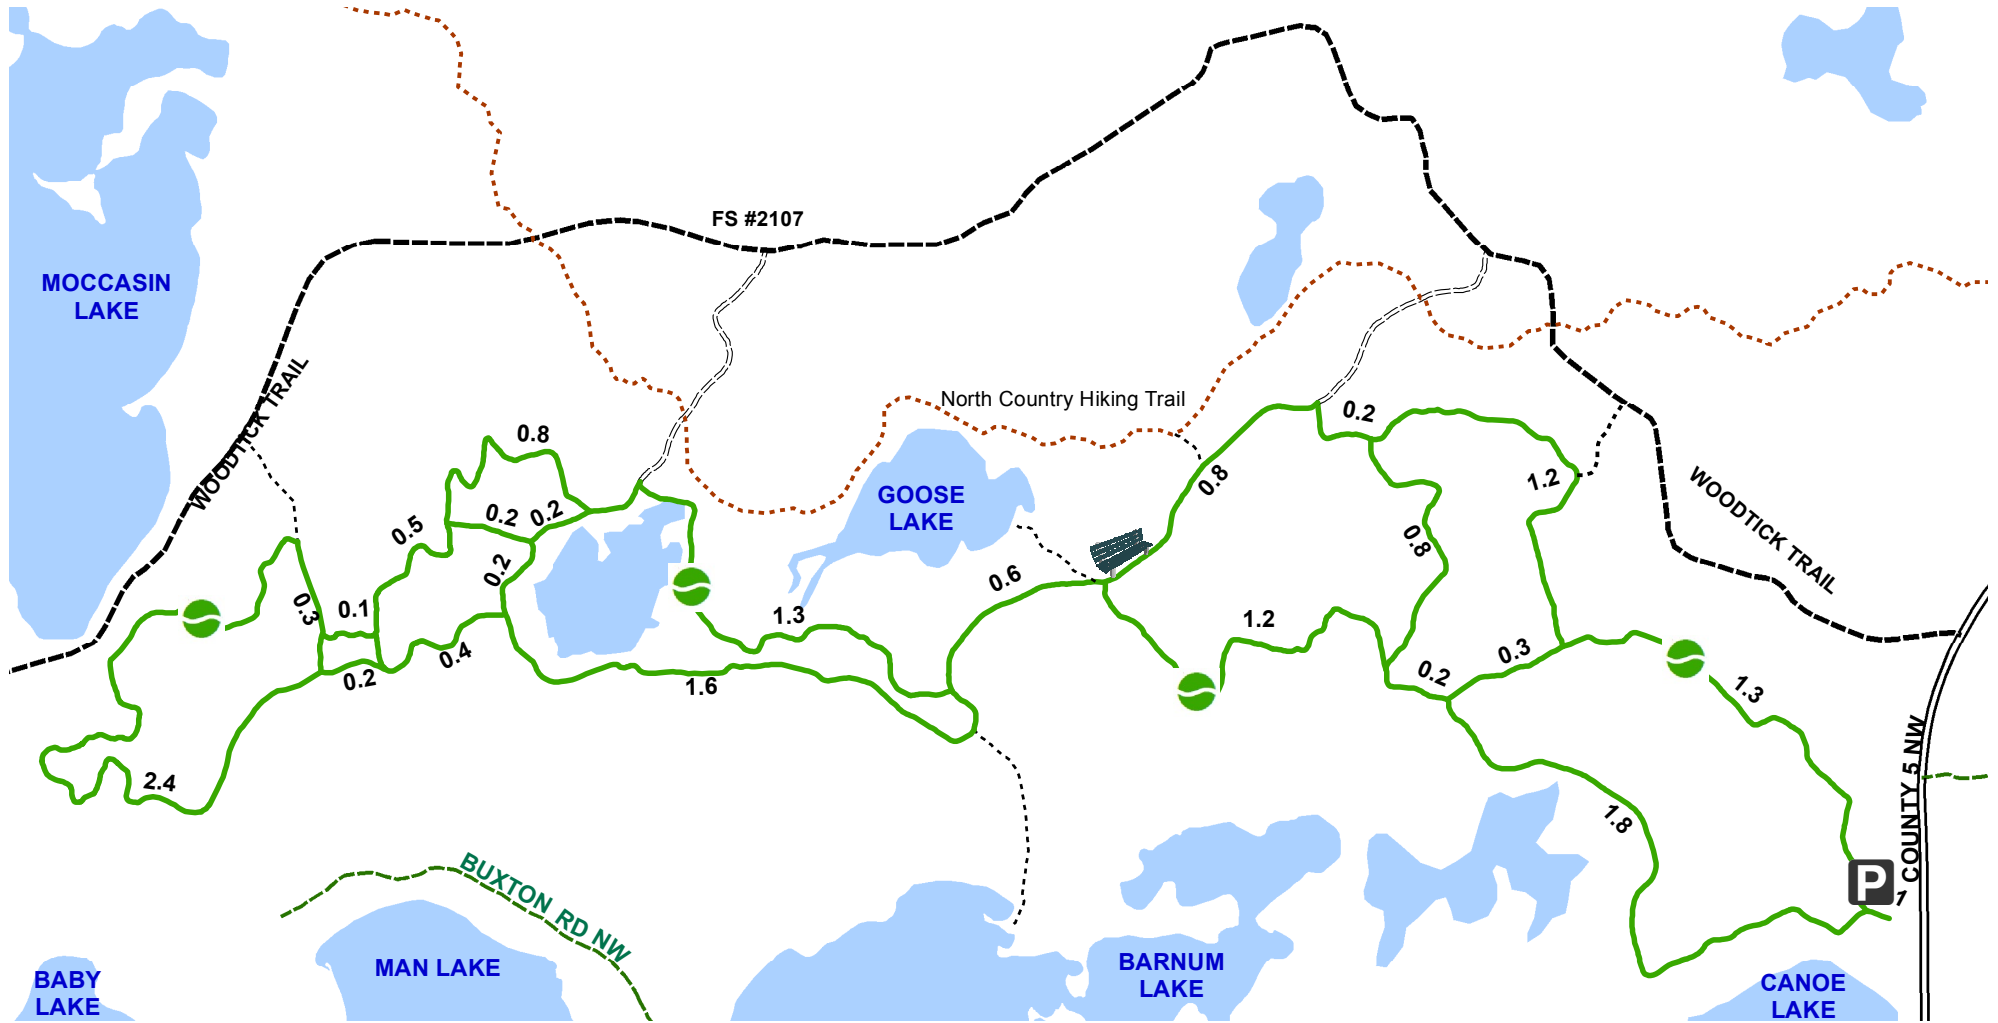 FS #2107
MOCCASIN
LAKE
WOODTICK TRAIL
North Country Hiking Trail
0.2
0.8
0.8
1.2
GOOSE
LAKE
WOODTICK TRAIL
0.5
0.2
0.2
0.2
0.8
0.6
0.3
0.1
1.3
1.2
0.4
0.2
0.3
0.2
1.6
1.3
2.4
COUNTY 5 NW
1.8
P
1
BUXTON RD NW
MAN LAKE
BARNUM
LAKE
BABY
LAKE
CANOE
LAKE